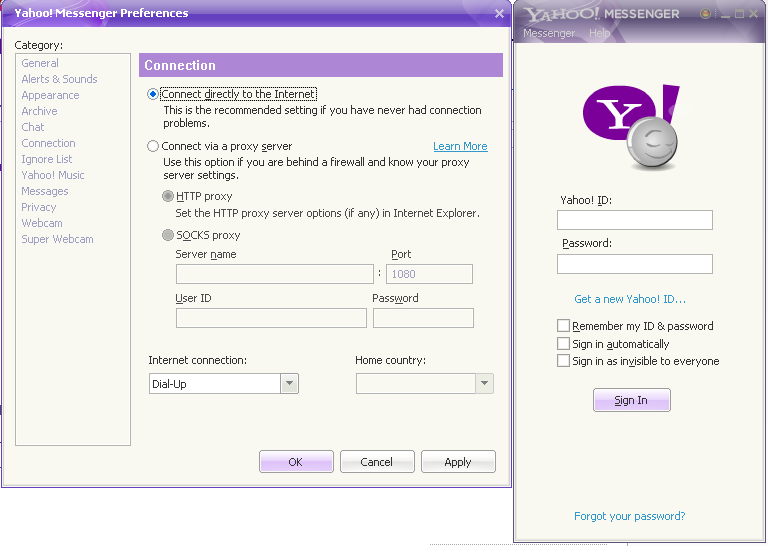 Yahoo! Messenger Preferences
Category:
General
Alerts & Sounds
Appearance
Archive
Chat
Connection
Ignore List
Yahoo! Music
Messages
Privacy
Webcam
Super Webcam
Connection
Connect directly to the Internet
This is the recommended setting if you have never had connection
problems.
Connect via a proxy server Learn More
Use this option if you are behind a firewall and know your proxy
server settings.
HTTP proxy
Set the HTTP proxy server options (if any) in Internet Explorer.
SOCKS proxy
Server name Port
: 1080
User ID Password
Internet connection: Home country:
Dial-Up
OK Cancel Apply
YAHOO! MESSENGER
Messenger Help
Y!
Yahoo! ID:
Password:
Get a new Yahoo! ID...
Remember my ID & password
Sign in automatically
Sign in as invisible to everyone
Sign In
Forgot your password?